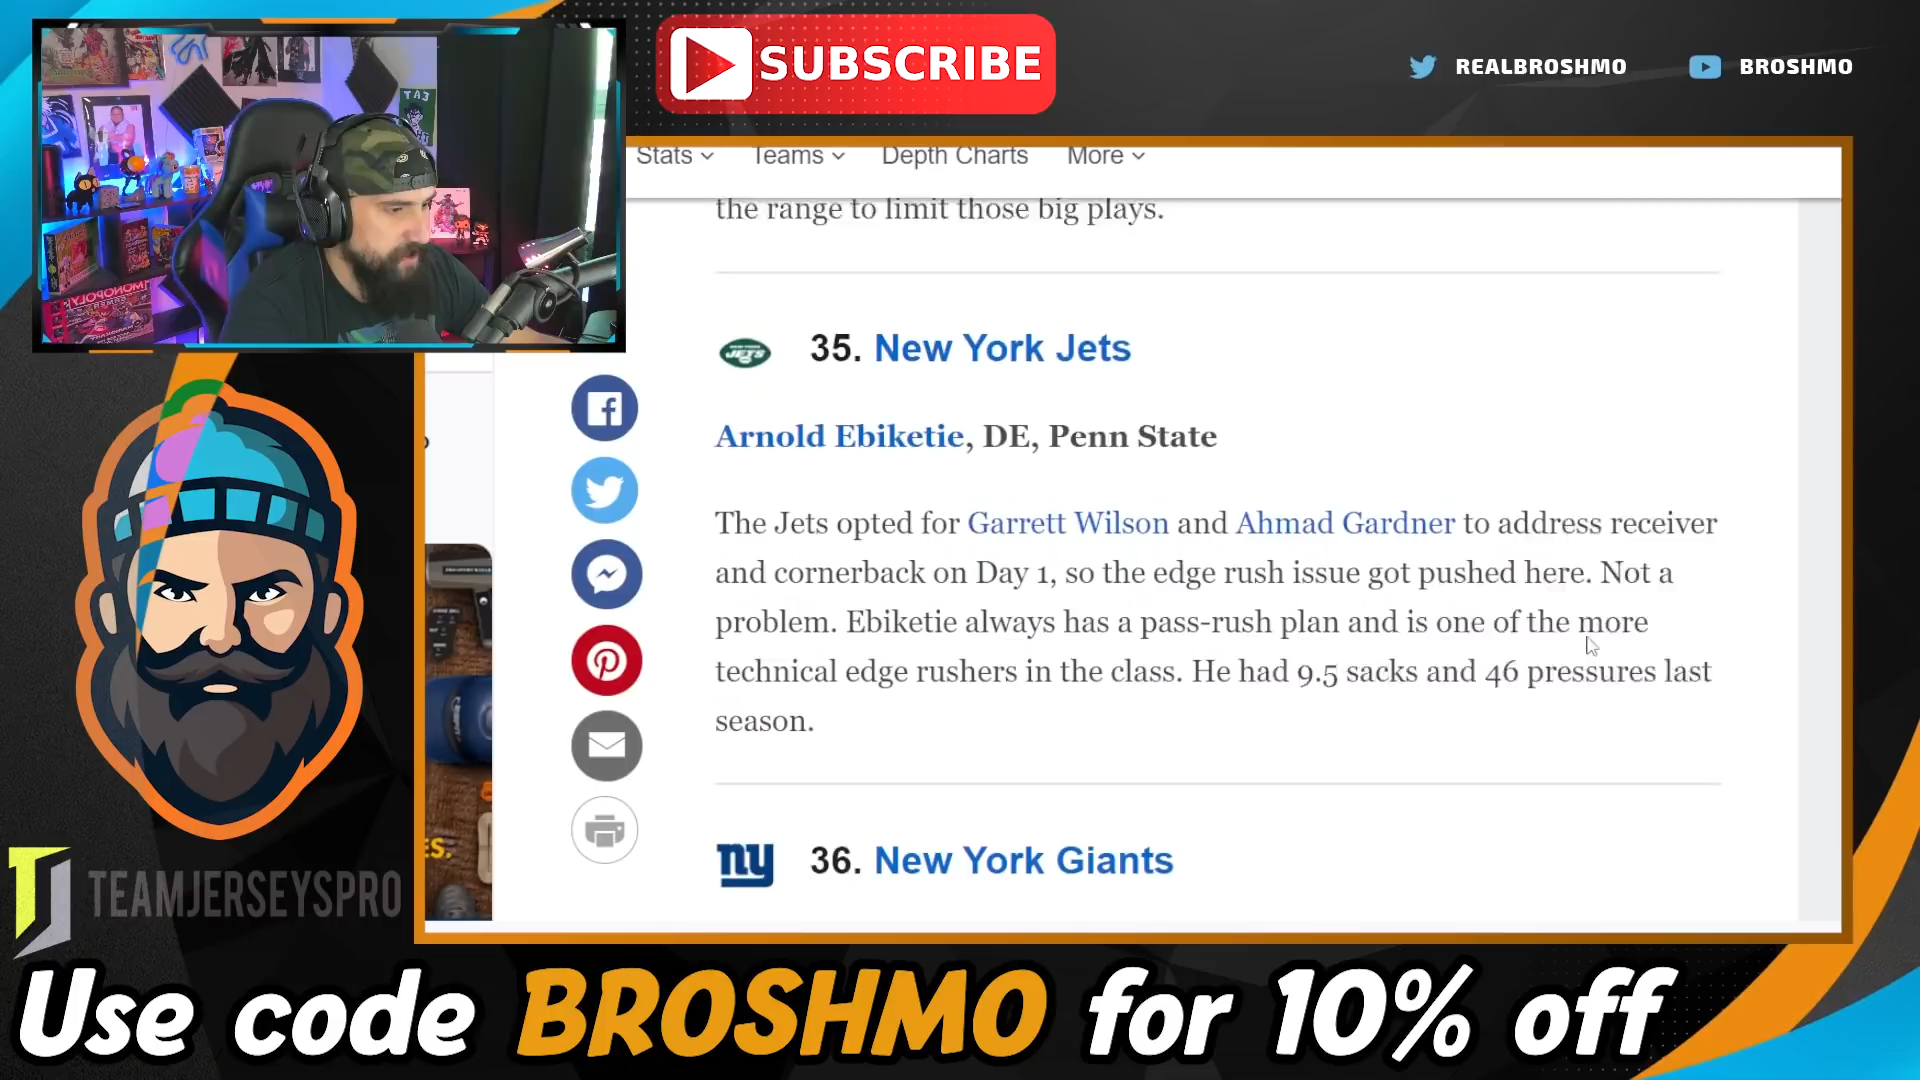 SUBSCRIBE
REALBROSHMO
BROSHMO
Stats Teams Depth Charts More
the range to limit those big plays.
JETS
35. New York Jets
Arnold Ebiketie, DE, Penn State
The Jets opted for Garrett Wilson and Ahmad Gardner to address receiver
and cornerback on Day 1, so the edge rush issue got pushed here. Not a
problem. Ebiketie always has a pass-rush plan and is one of the more
technical edge rushers in the class. He had 9.5 sacks and 46 pressures last
season.
ny
36. New York Giants
MONOPOLY
ES.
TEAMJERSEYSPRO
Use code BROSHMO for 10% off